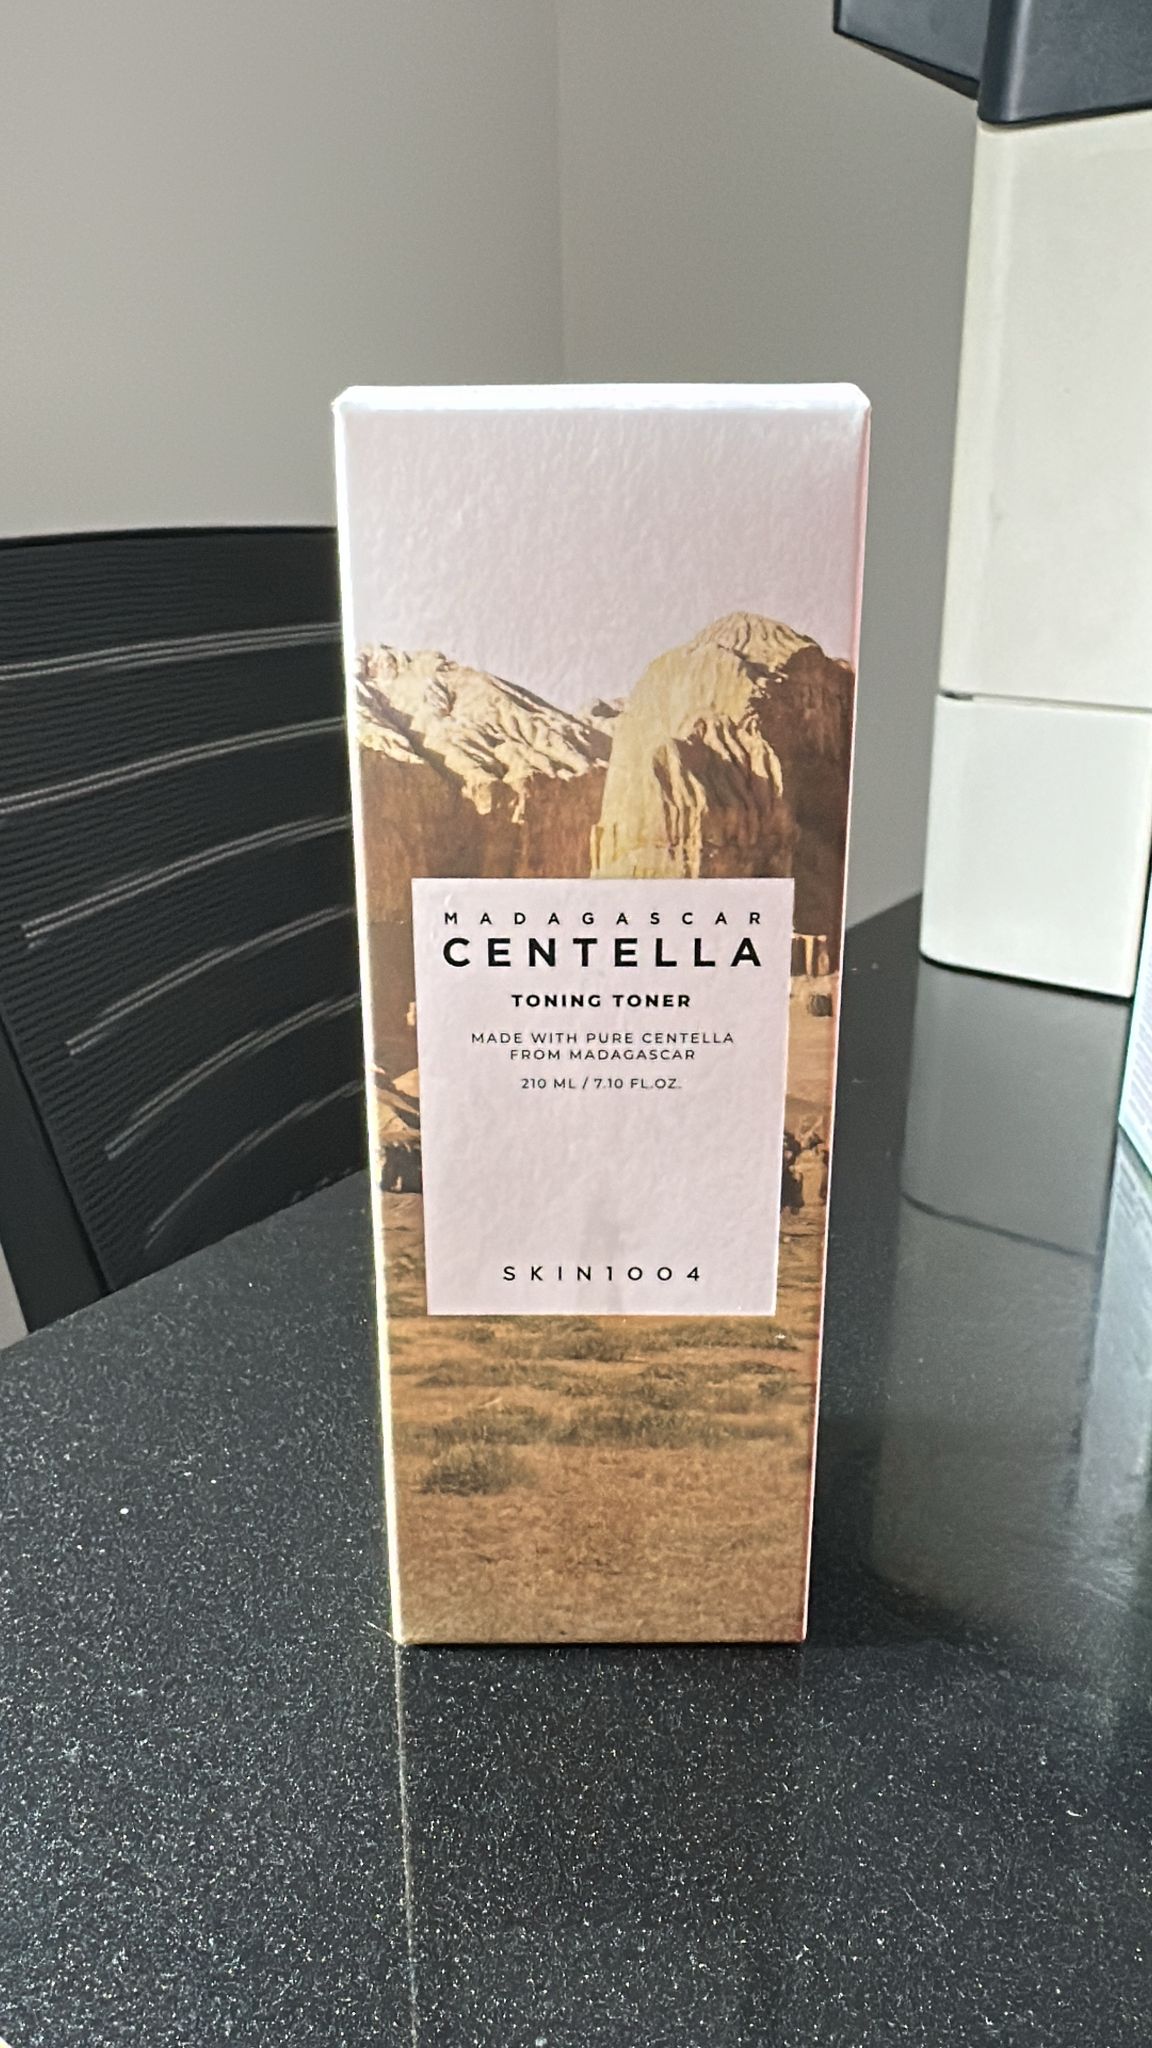 MADAGASCAR
CENTELLA
TONING TONER
MADE WITH PURE CENTELLA
FROM MADAGASCAR
210 ML / 7.10 FL.OZ.
SKIN1004